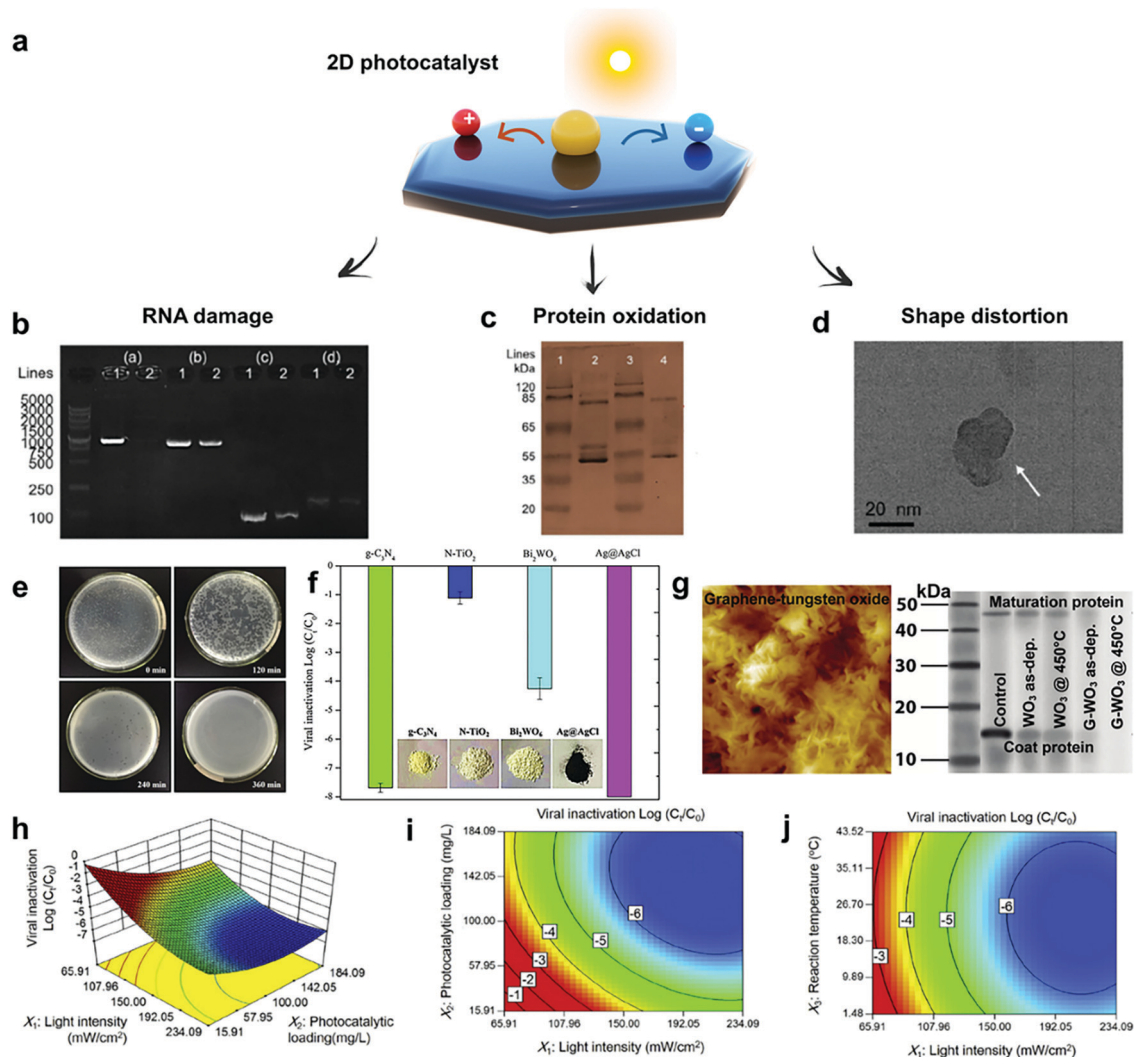 a
2D photocatalyst
+
-
b
RNA damage
(a) (b) (c) (d)
Lines 1 2 1 2 1 2 1 2
5000
3000
2000
1500
1000
750
500
250
100
c
Protein oxidation
Lines 1 2 3 4
kDa
120
85
65
55
35
20
d
Shape distortion
20 nm
e
0 min
120 min
240 min
360 min
f
g-C₃N₄ N-TiO₂ Bi₂WO₆ Ag@AgCl
0
-1
-2
-3
-4
-5
-6
-7
-8
Viral inactivation Log (Cₜ/C₀)
g-C₃N₄ N-TiO₂ Bi₂WO₆ Ag@AgCl
g
Graphene-tungsten oxide
kDa
50
40
30
20
10
Maturation protein
Control
WO₃ as-dep.
WO₃ @ 450°C
G-WO₃ as-dep.
G-WO₃ @ 450°C
Coat protein
h
Viral inactivation
Log (Cₜ/C₀)
0
-1
-2
-3
-4
-5
-6
-7
65.91
107.96
150.00
192.05
234.09
X₁: Light intensity
(mW/cm²)
184.09
142.05
100.00
57.95
15.91
X₂: Photocatalytic
loading(mg/L)
i
Viral inactivation Log (Cₜ/C₀)
X₂: Photocatalytic loading (mg/L)
184.09
142.05
100.00
57.95
15.91
-6
-5
-4
-3
-2
-1
65.91 107.96 150.00 192.05 234.09
X₁: Light intensity (mW/cm²)
j
Viral inactivation Log (Cₜ/C₀)
X₃: Reaction temperature (°C)
43.52
35.11
26.70
18.30
9.89
1.48
-3
-4
-5
-6
65.91 107.96 150.00 192.05 234.09
X₁: Light intensity (mW/cm²)